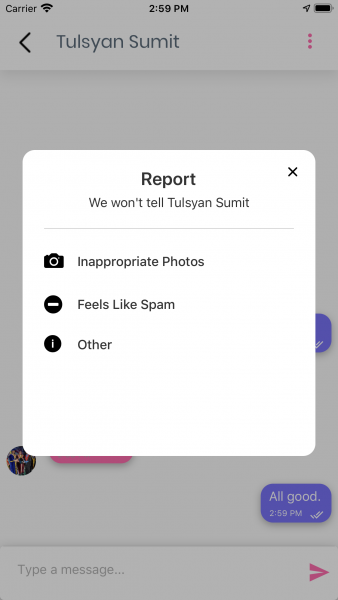 Carrier 2:59 PM
Tulsyan Sumit
Report
We won't tell Tulsyan Sumit
Inappropriate Photos
Feels Like Spam
Other
All good.
2:59 PM
Type a message...